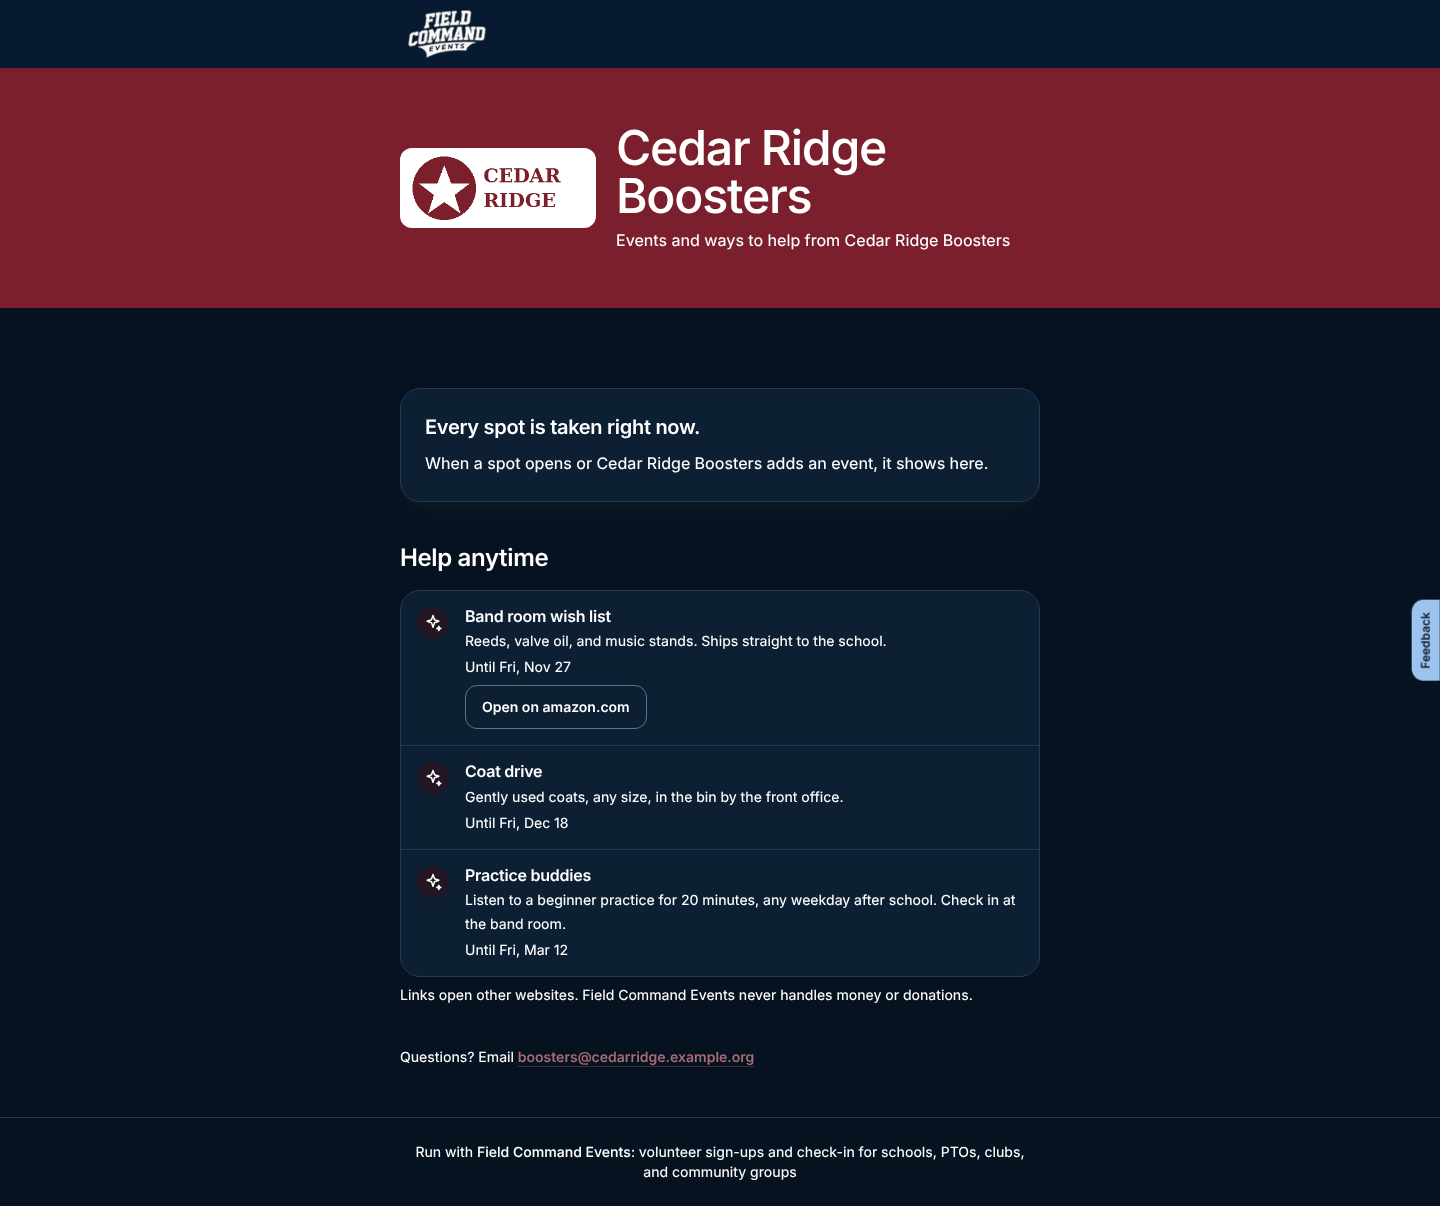 FIELD
COMMAND
EVENTS
CEDAR
RIDGE
Cedar Ridge
Boosters
Events and ways to help from Cedar Ridge Boosters
Every spot is taken right now.
When a spot opens or Cedar Ridge Boosters adds an event, it shows here.
Help anytime
Band room wish list
Reeds, valve oil, and music stands. Ships straight to the school.
Until Fri, Nov 27
Open on amazon.com
Coat drive
Gently used coats, any size, in the bin by the front office.
Until Fri, Dec 18
Practice buddies
Listen to a beginner practice for 20 minutes, any weekday after school. Check in at
the band room.
Until Fri, Mar 12
Links open other websites. Field Command Events never handles money or donations.
Questions? Email boosters@cedarridge.example.org
Run with Field Command Events: volunteer sign-ups and check-in for schools, PTOs, clubs,
and community groups
Feedback